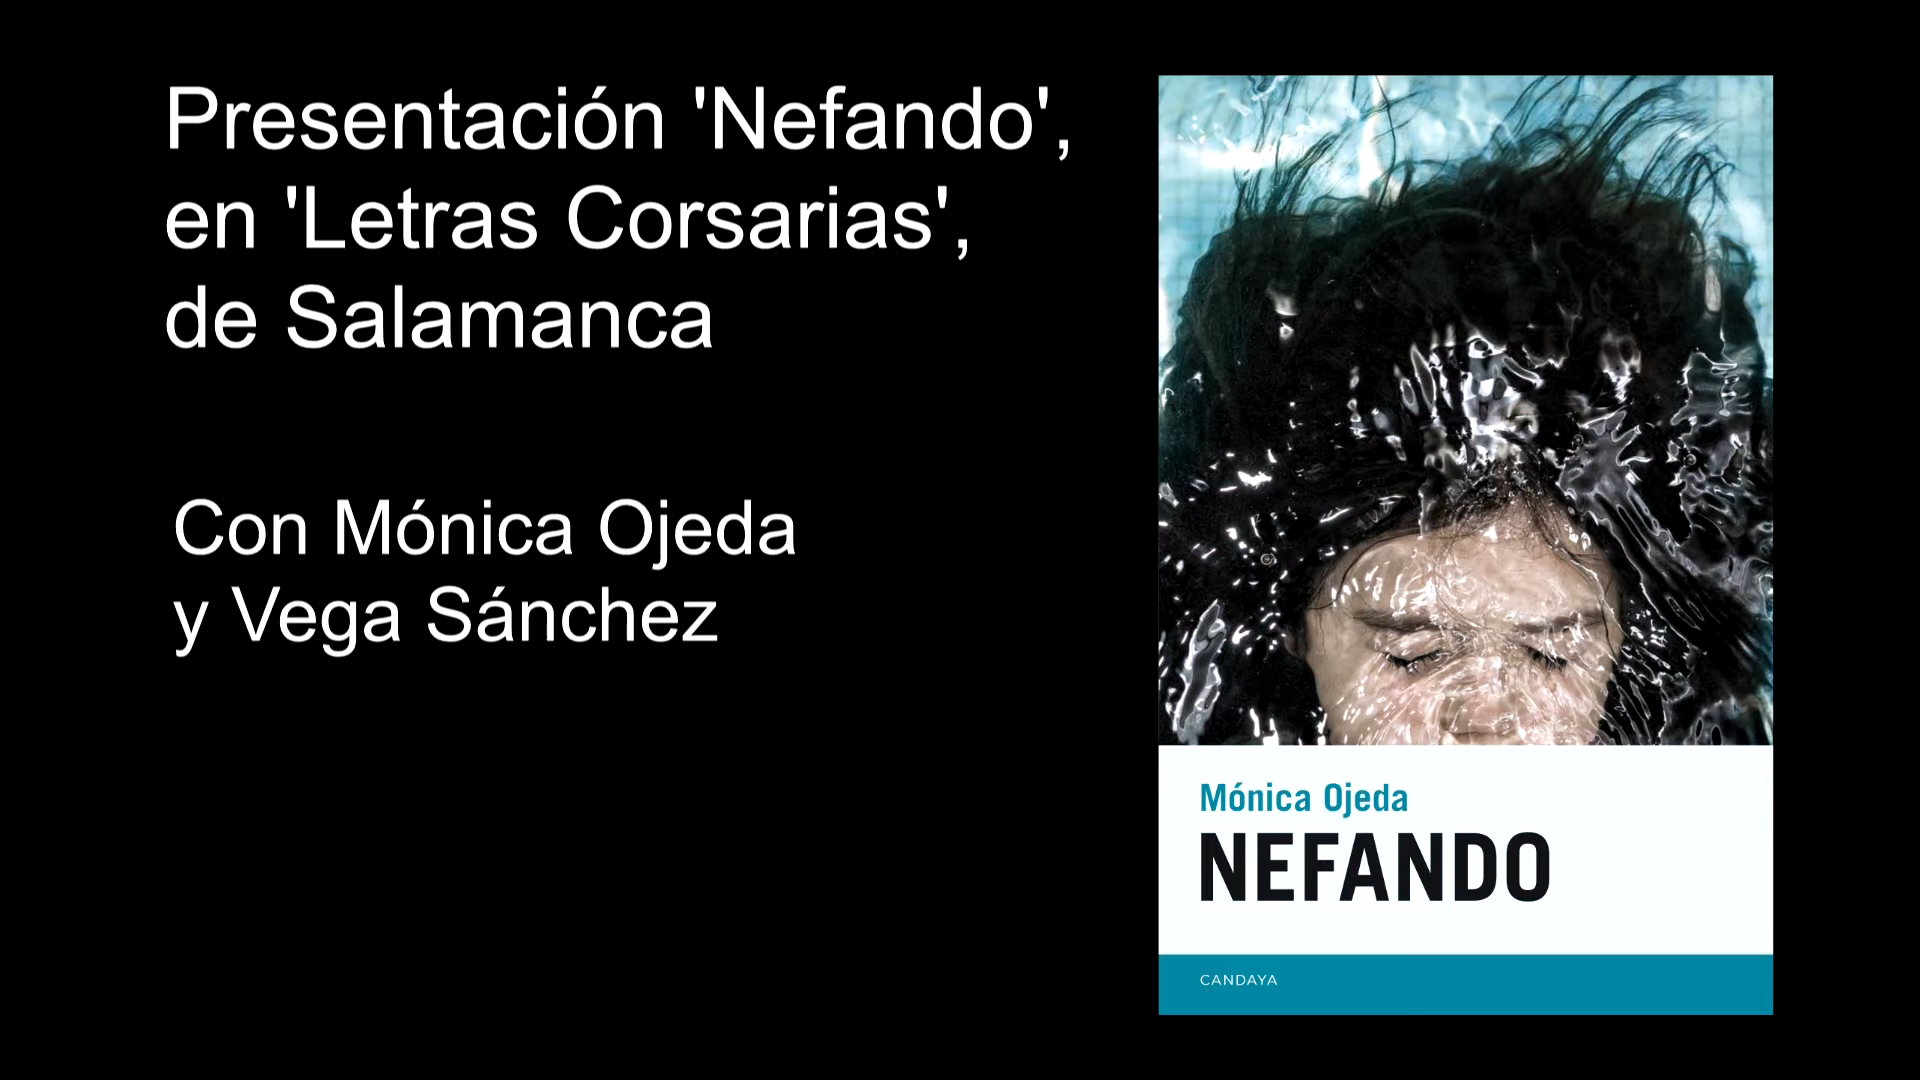 Presentación 'Nefando',
en 'Letras Corsarias',
de Salamanca
Con Mónica Ojeda
y Vega Sánchez
Mónica Ojeda
NEFANDO
CANDAYA